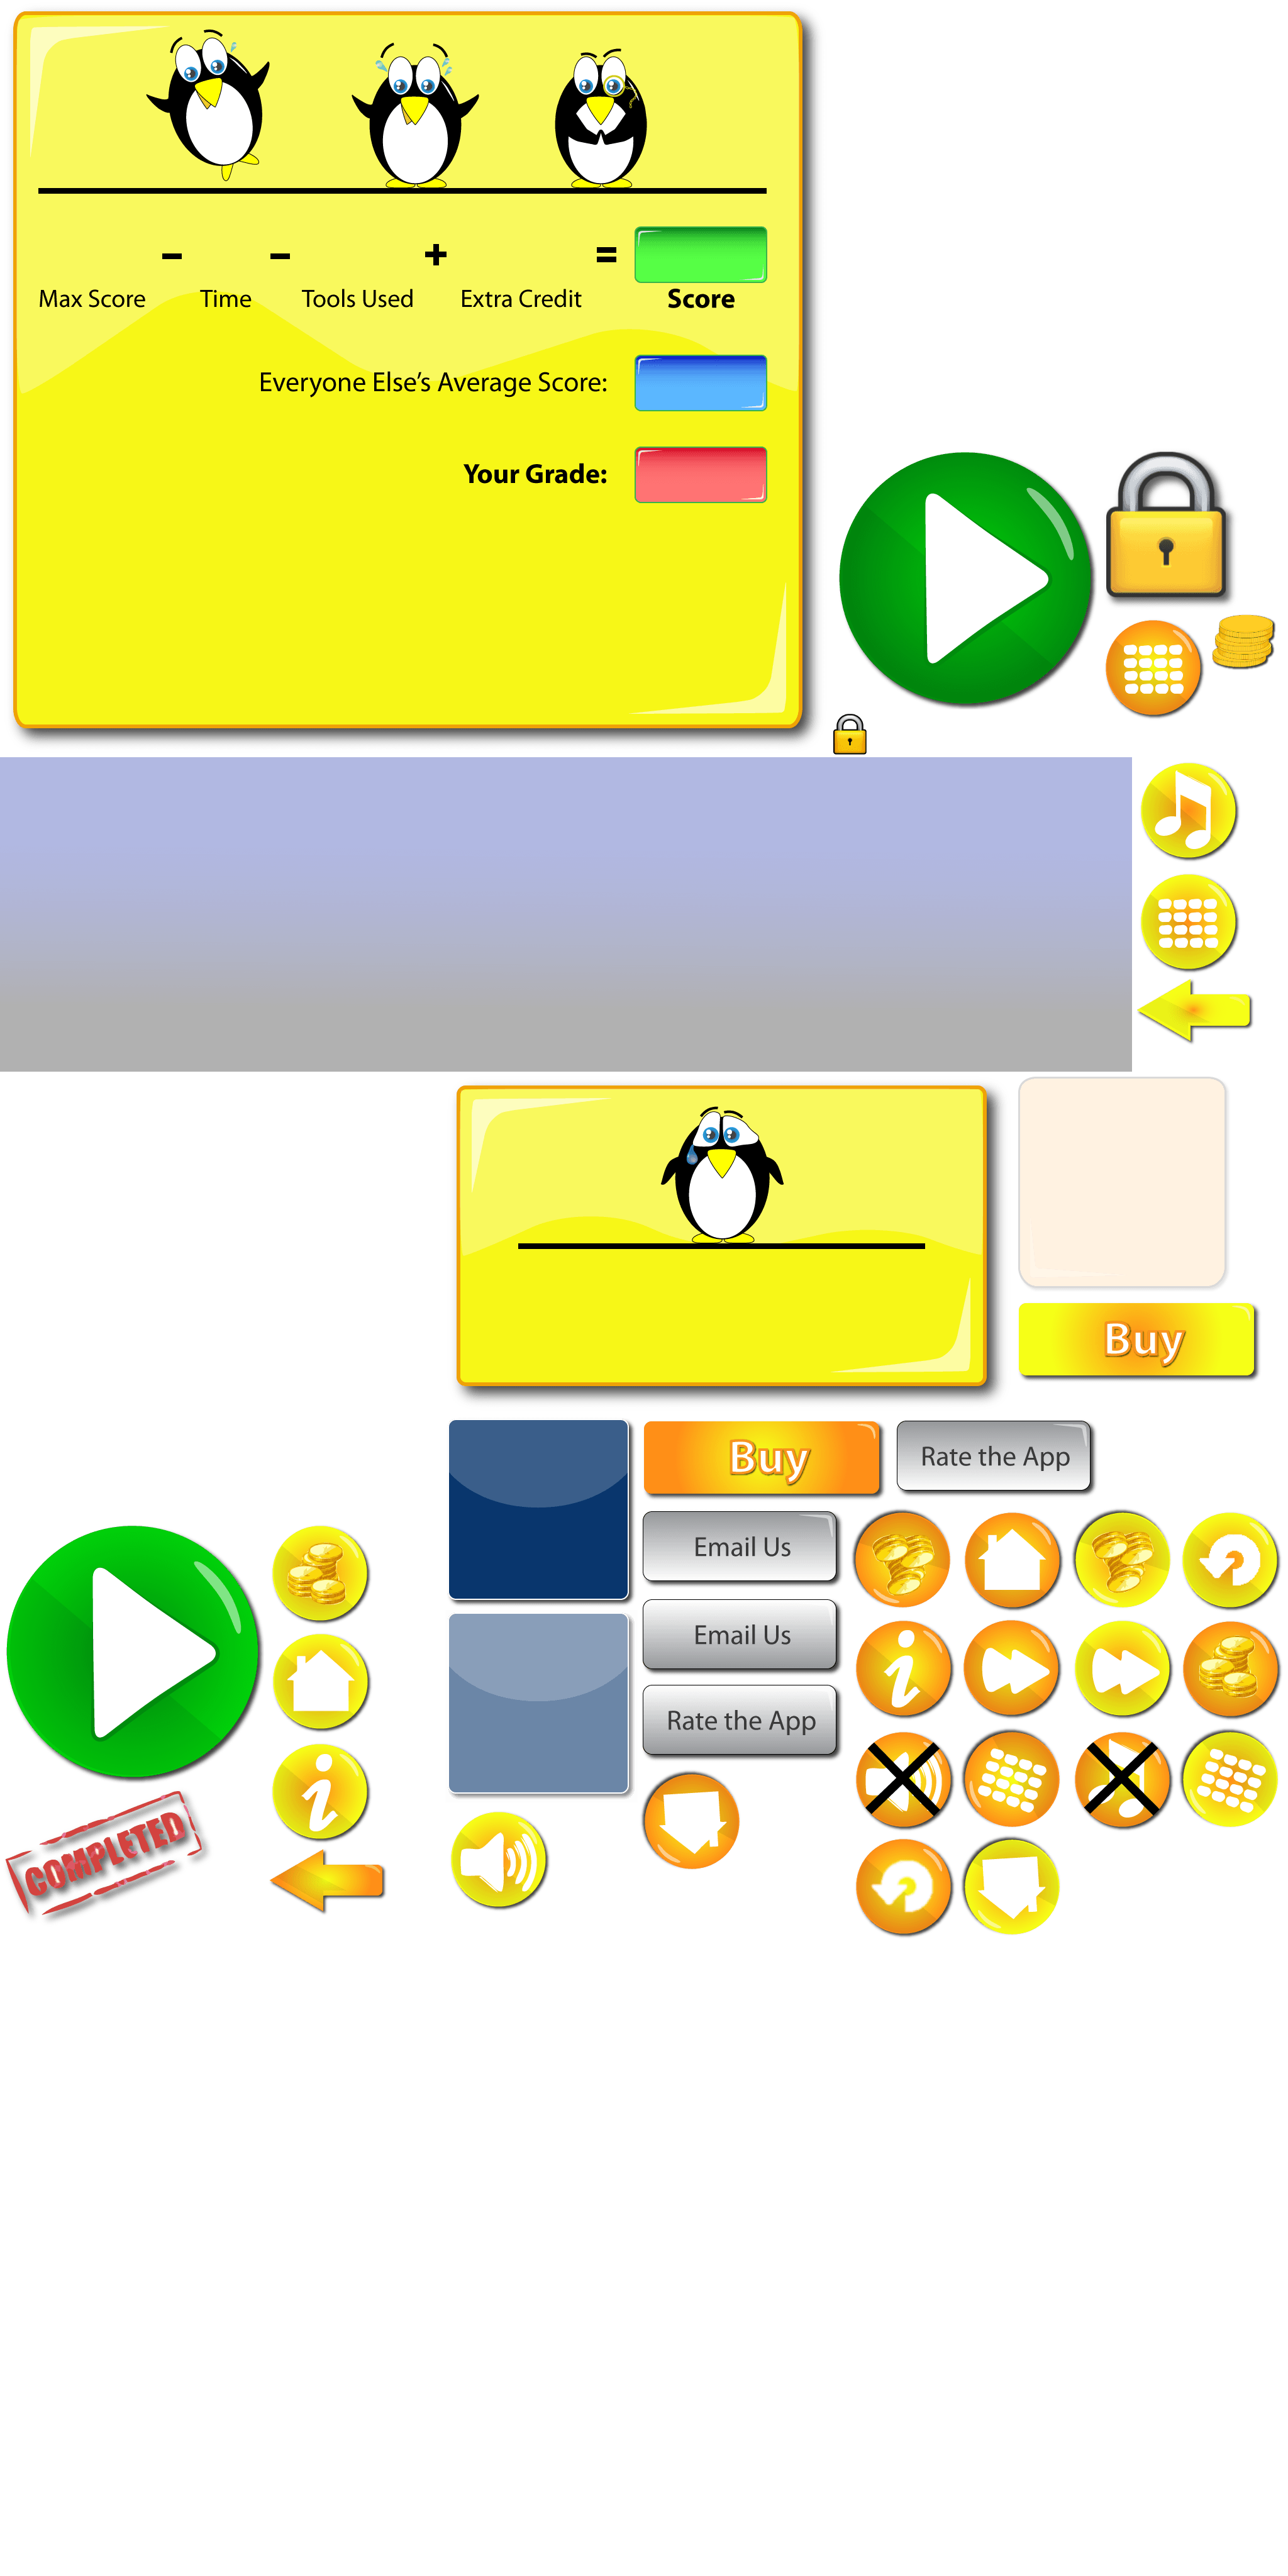 – – + =
Max Score Time Tools Used Extra Credit Score
Everyone Else's Average Score:
Your Grade:
Buy
Buy
Rate the App
Email Us
Email Us
Rate the App
COMPLETED